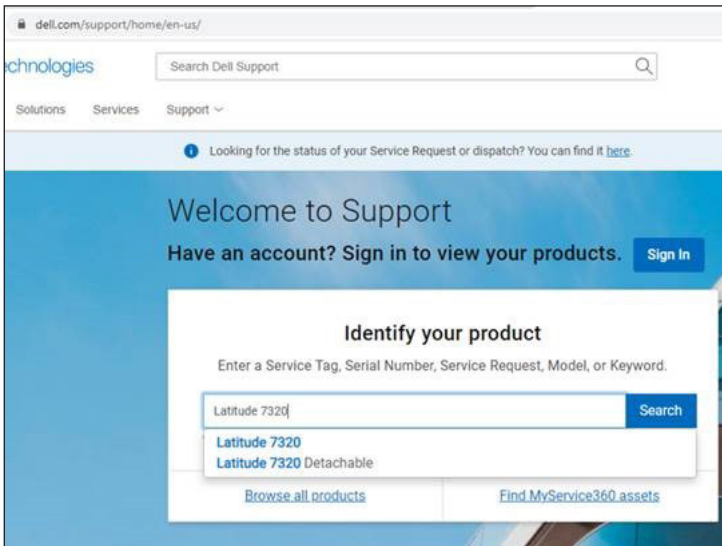 dell.com/support/home/en-us/
echnologies
Search Dell Support
Solutions Services Support
Looking for the status of your Service Request or dispatch? You can find it here.
Welcome to Support
Have an account? Sign in to view your products. Sign In
Identify your product
Enter a Service Tag, Serial Number, Service Request, Model, or Keyword.
Latitude 7320 Search
Latitude 7320
Latitude 7320 Detachable
Browse all products Find MyService360 assets